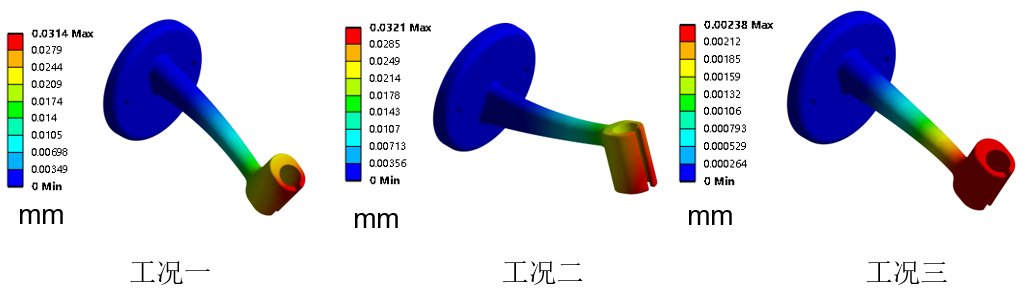 0.0314 Max
0.0279
0.0244
0.0209
0.0174
0.014
0.0105
0.00698
0.00349
0 Min
mm
工况一
0.0321 Max
0.0285
0.0249
0.0214
0.0178
0.0143
0.0107
0.00713
0.00356
0 Min
mm
工况二
0.00238 Max
0.00212
0.00185
0.00159
0.00132
0.00106
0.000793
0.000529
0.000264
0 Min
mm
工况三